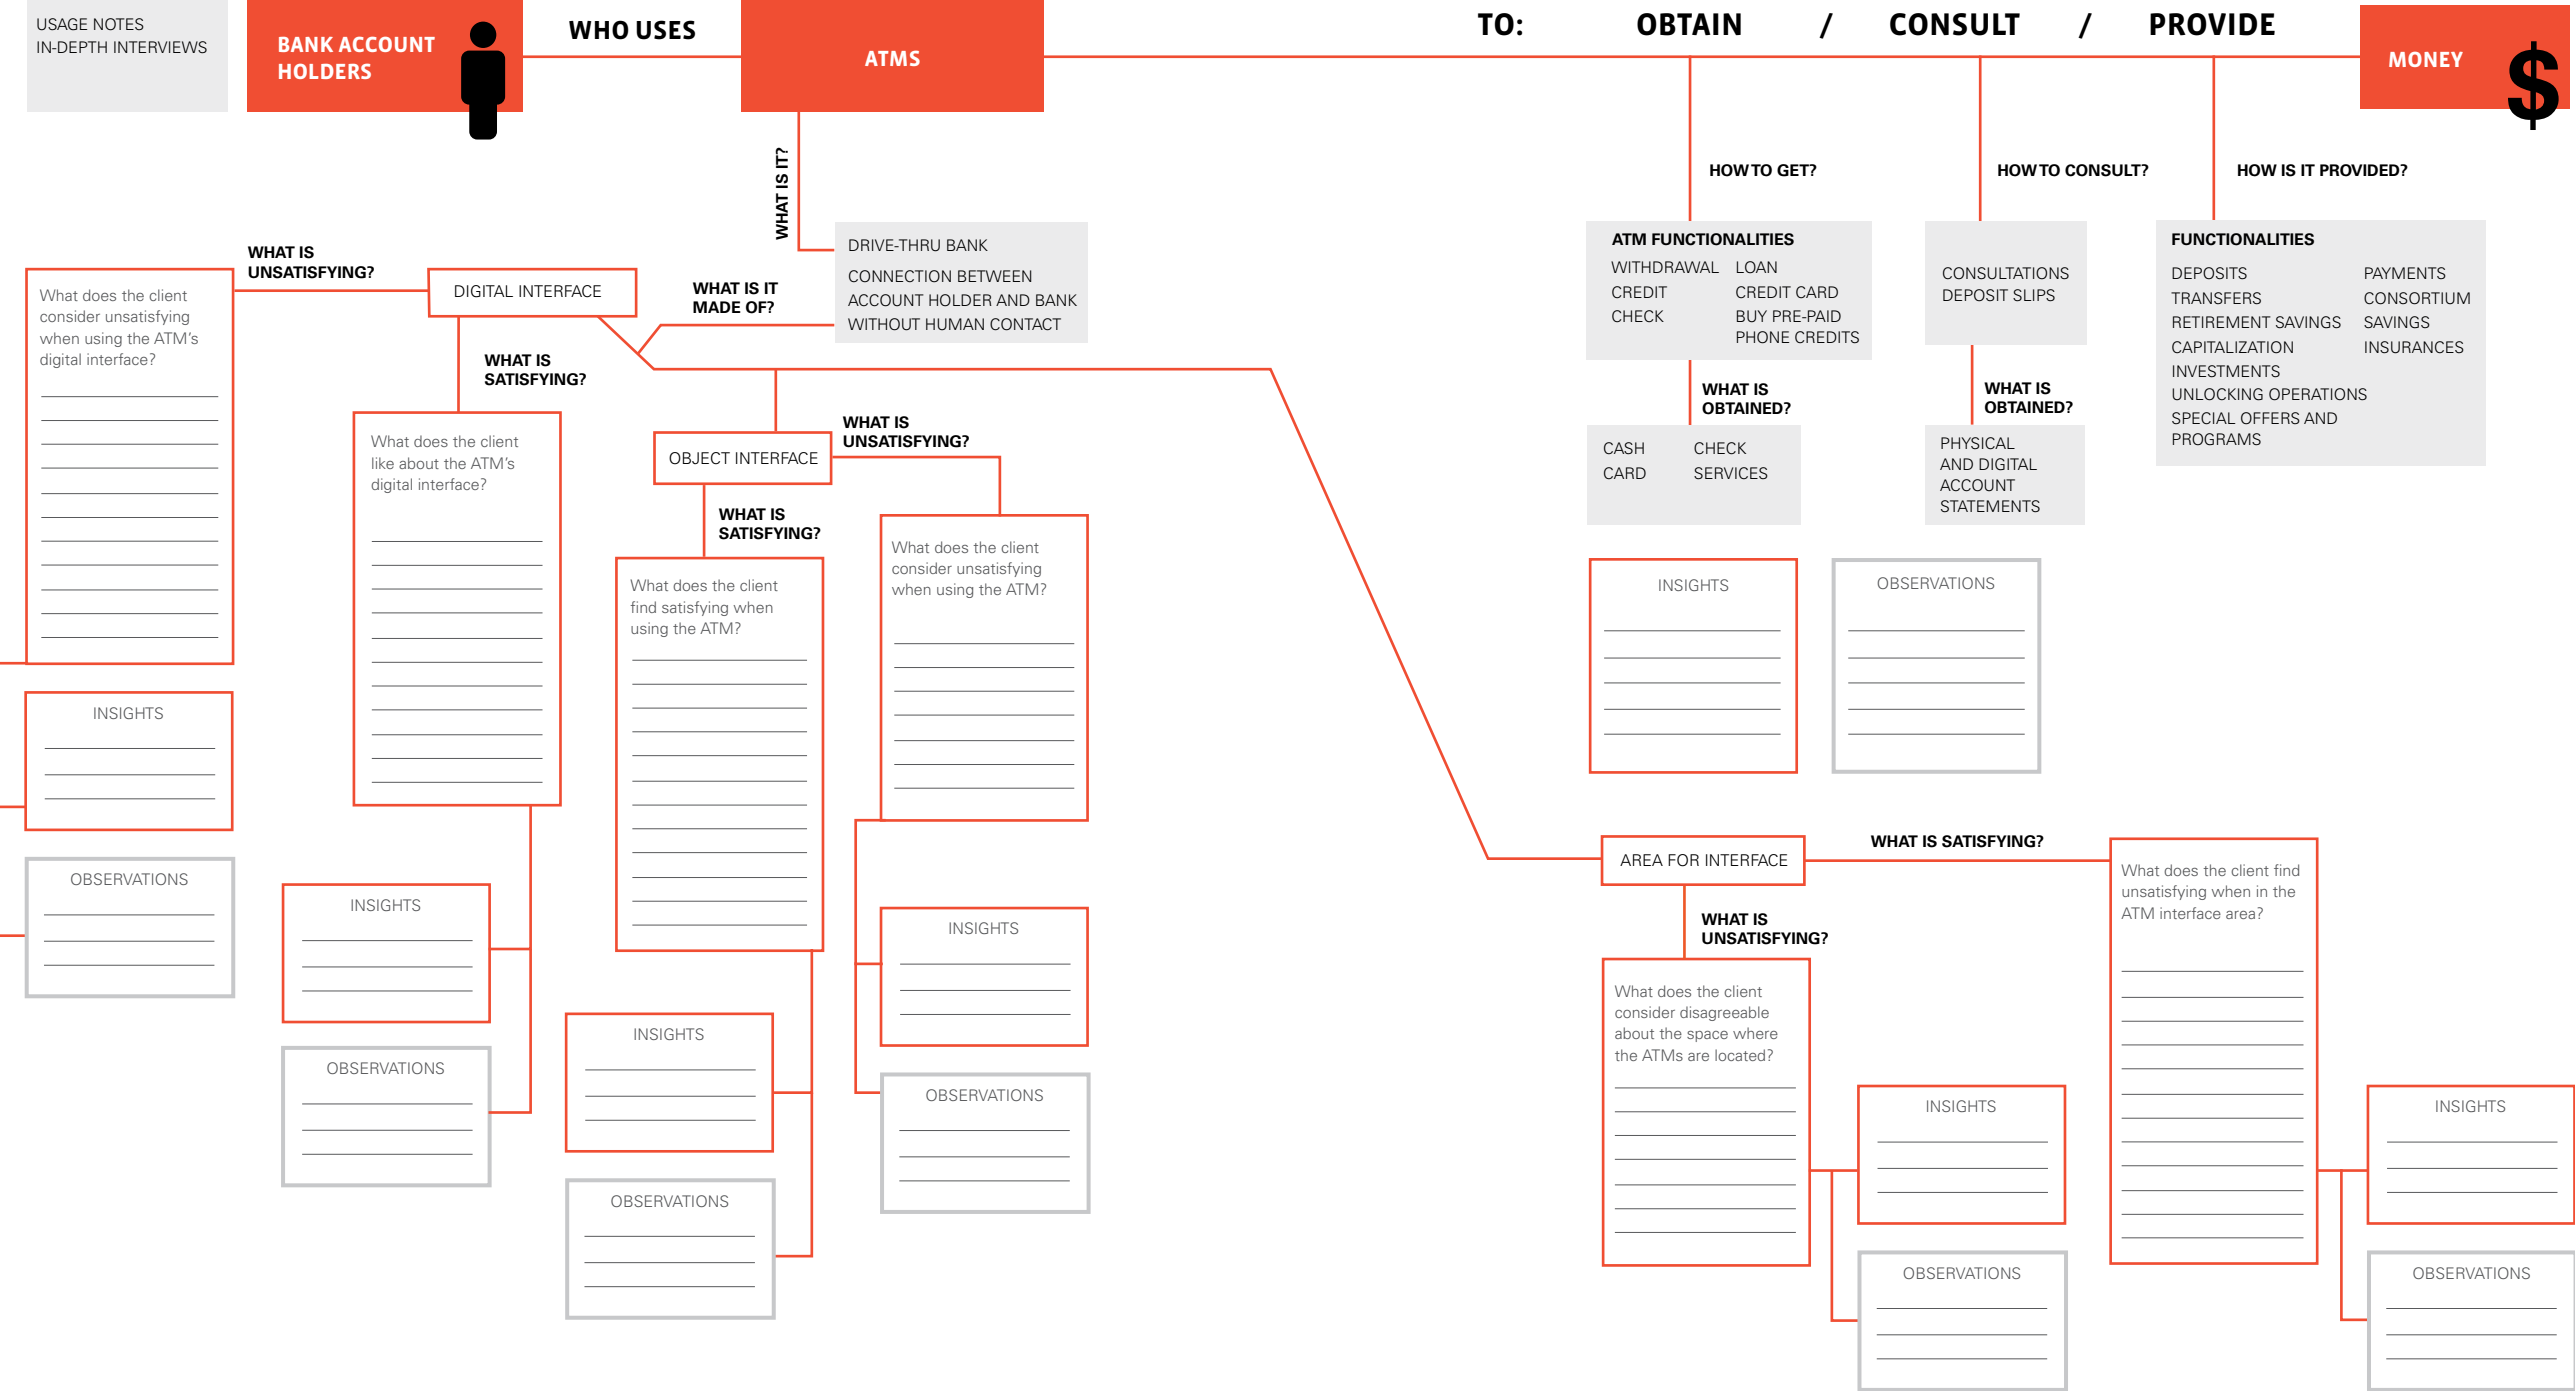 USAGE NOTES
IN-DEPTH INTERVIEWS
BANK ACCOUNT
HOLDERS
WHO USES
ATMS
TO:
OBTAIN
/
CONSULT
/
PROVIDE
MONEY
$
WHAT IS IT?
DRIVE-THRU BANK
CONNECTION BETWEEN
ACCOUNT HOLDER AND BANK
WITHOUT HUMAN CONTACT
WHAT IS IT
MADE OF?
DIGITAL INTERFACE
WHAT IS
UNSATISFYING?
What does the client
consider unsatisfying
when using the ATM's
digital interface?
INSIGHTS
OBSERVATIONS
WHAT IS
SATISFYING?
What does the client
like about the ATM's
digital interface?
INSIGHTS
OBSERVATIONS
OBJECT INTERFACE
WHAT IS
SATISFYING?
What does the client
find satisfying when
using the ATM?
INSIGHTS
OBSERVATIONS
WHAT IS
UNSATISFYING?
What does the client
consider unsatisfying
when using the ATM?
INSIGHTS
OBSERVATIONS
HOW TO GET?
ATM FUNCTIONALITIES
WITHDRAWAL
CREDIT
CHECK
LOAN
CREDIT CARD
BUY PRE-PAID
PHONE CREDITS
WHAT IS
OBTAINED?
CASH
CARD
CHECK
SERVICES
HOW TO CONSULT?
CONSULTATIONS
DEPOSIT SLIPS
WHAT IS
OBTAINED?
PHYSICAL
AND DIGITAL
ACCOUNT
STATEMENTS
HOW IS IT PROVIDED?
FUNCTIONALITIES
DEPOSITS
TRANSFERS
RETIREMENT SAVINGS
CAPITALIZATION
INVESTMENTS
UNLOCKING OPERATIONS
SPECIAL OFFERS AND
PROGRAMS
PAYMENTS
CONSORTIUM
SAVINGS
INSURANCES
INSIGHTS
OBSERVATIONS
AREA FOR INTERFACE
WHAT IS SATISFYING?
What does the client find
unsatisfying when in the
ATM interface area?
INSIGHTS
OBSERVATIONS
WHAT IS
UNSATISFYING?
What does the client
consider disagreeable
about the space where
the ATMs are located?
INSIGHTS
OBSERVATIONS